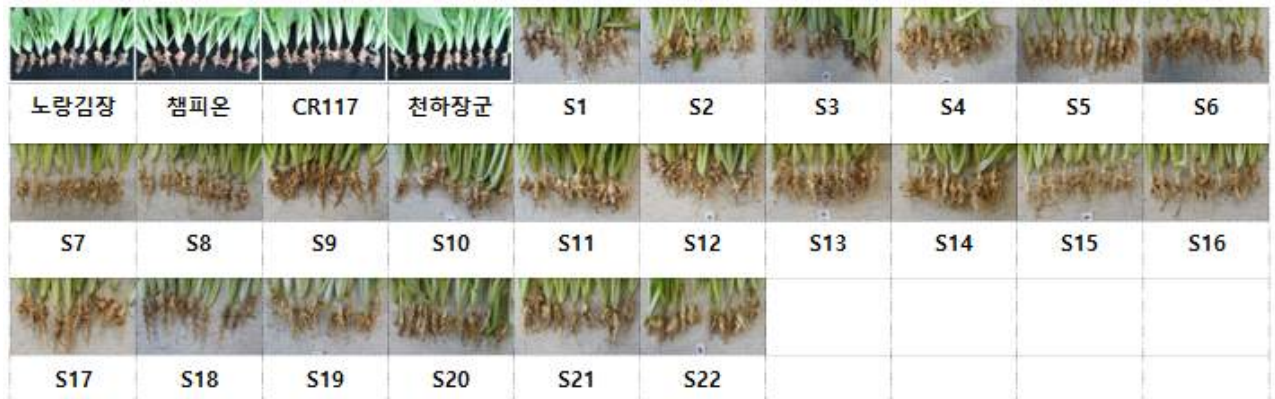 노랑김장 챔피온 CR117 천하장군 S1 S2 S3 S4 S5 S6
S7 S8 S9 S10 S11 S12 S13 S14 S15 S16
S17 S18 S19 S20 S21 S22